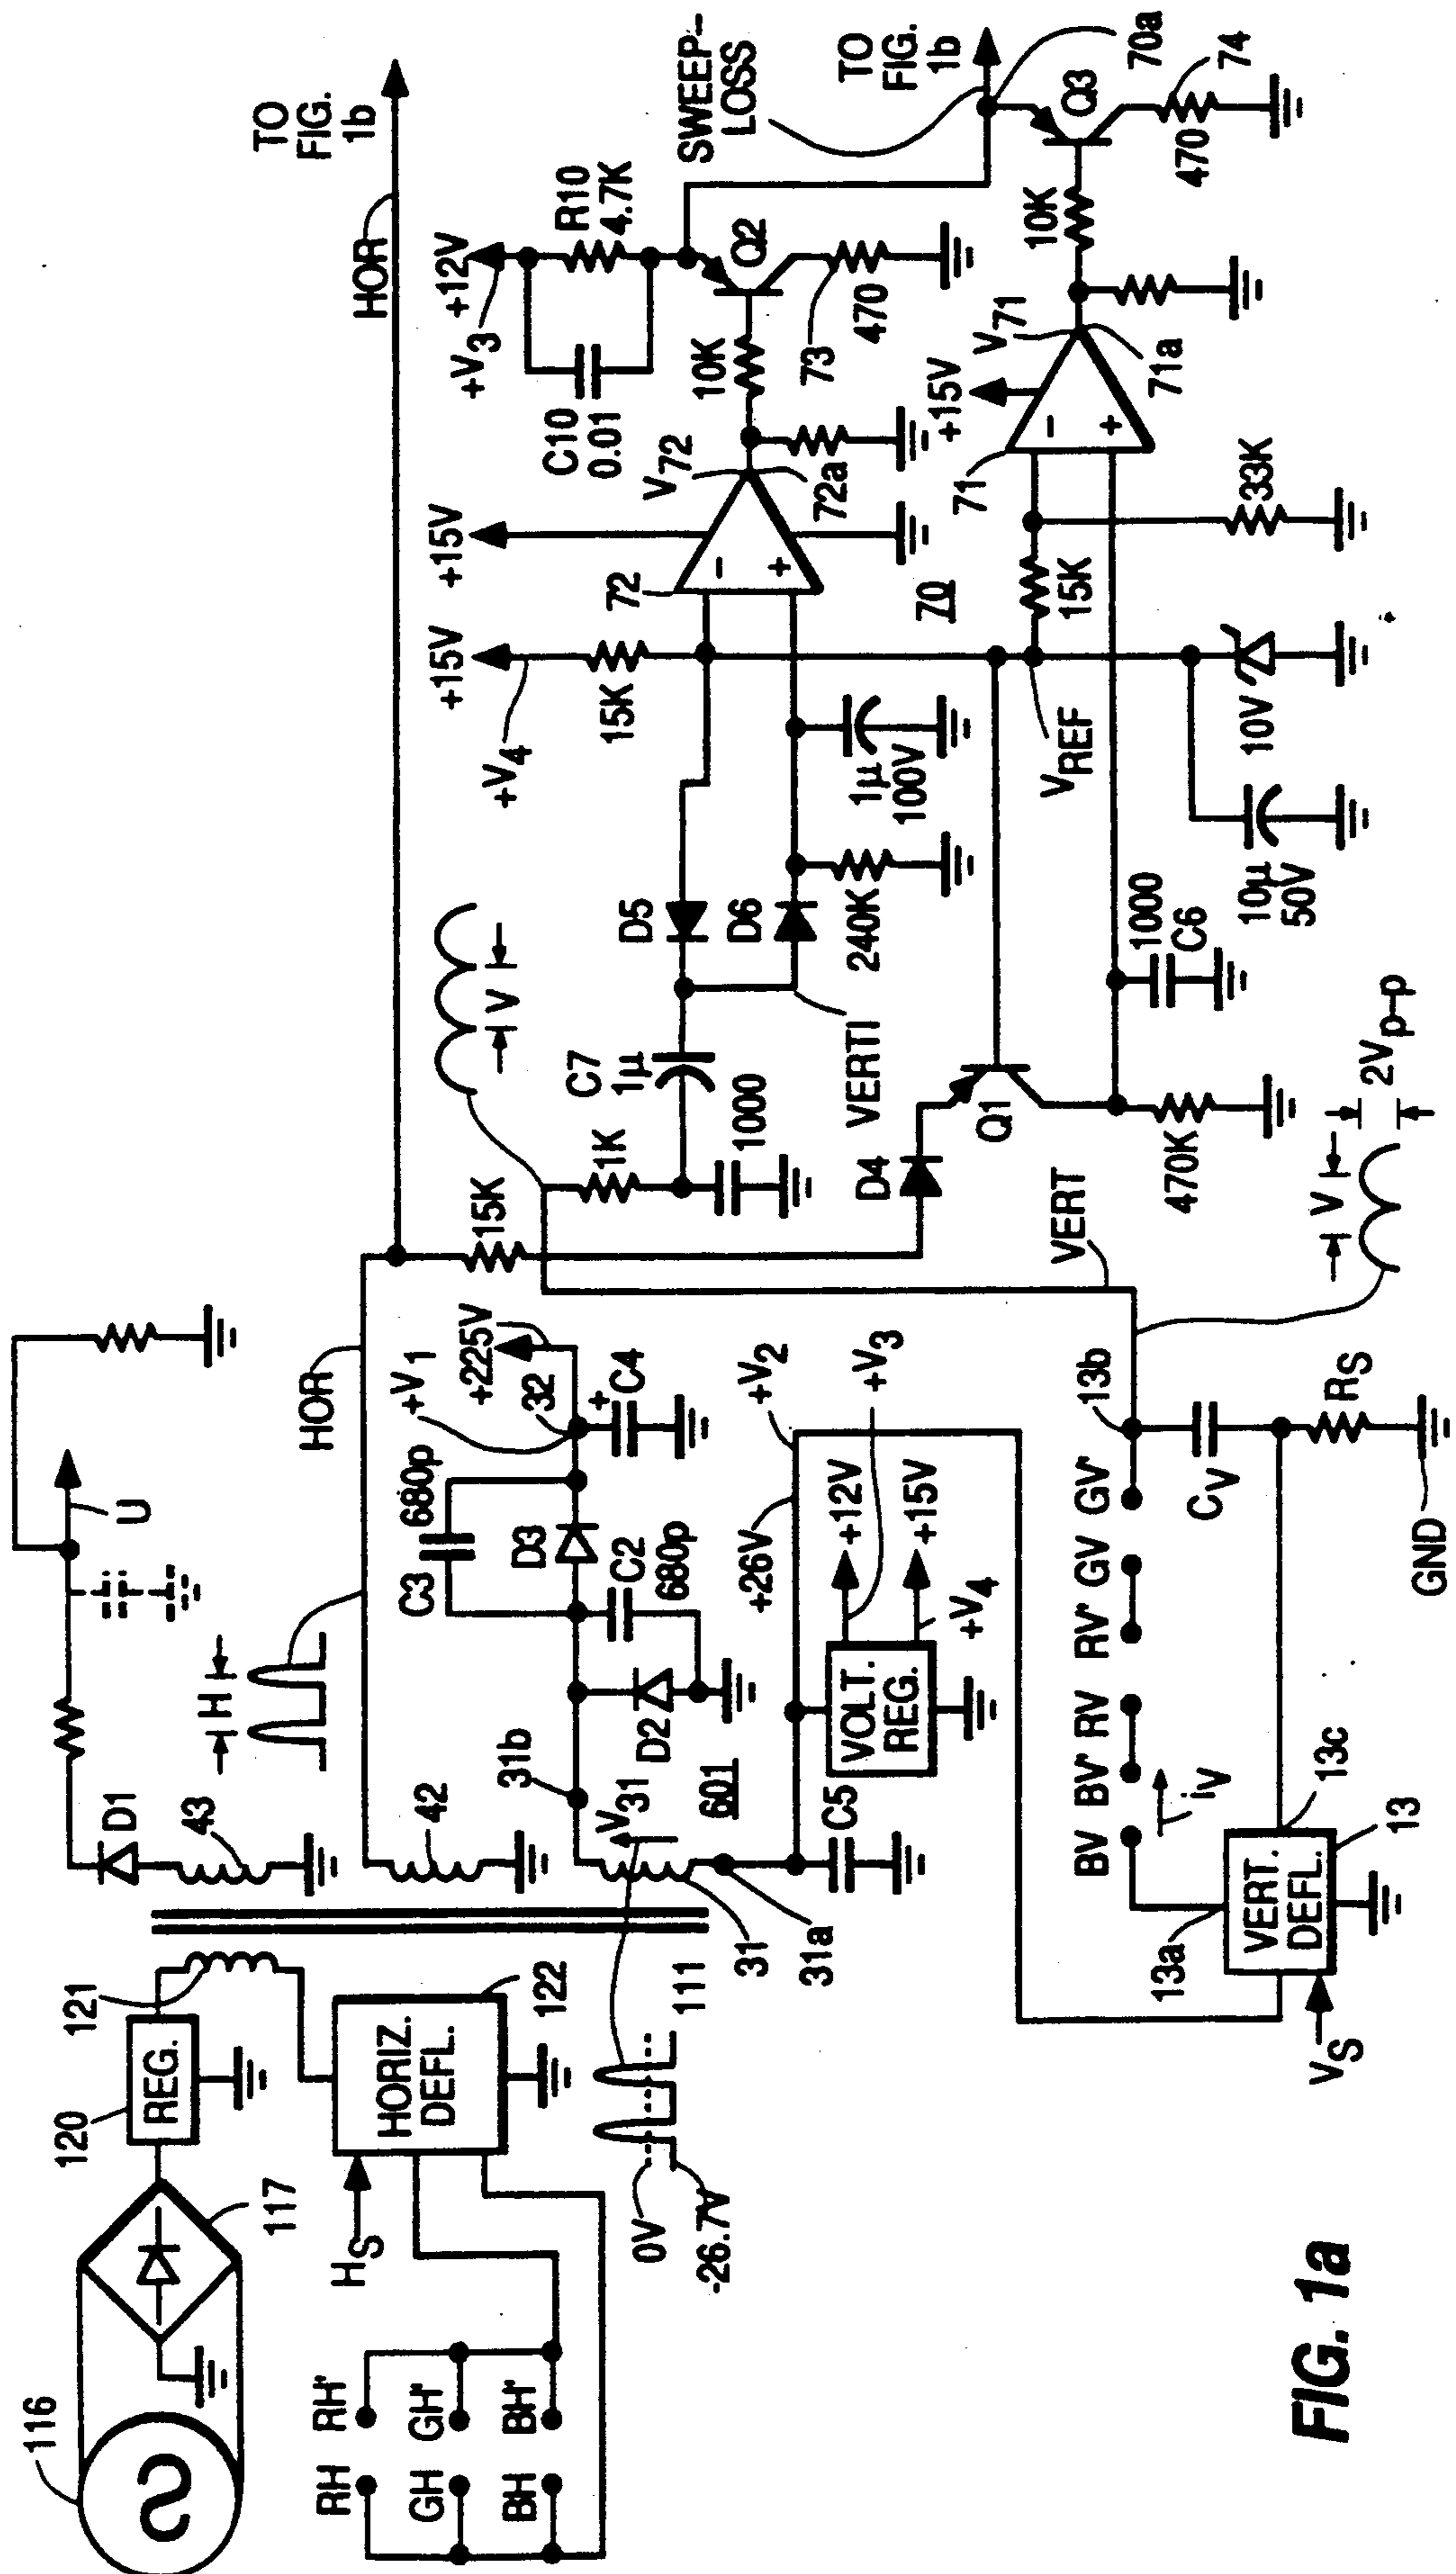 116
117
120
REG.
121
HORIZ.
DEFL.
122
HS
RH RH'
GH GH'
BH BH'
0V
-26.7V
111
43
D1
U
H
42
HOR
31
31a
31b
V31
601
D2
C2
680p
C3
680p
D3
32
+V1
+225V
C4
+
C5
+26V
+V2
VOLT.
REG.
+12V
+V3
+15V
+V4
VERT.
DEFL.
13
13a
13b
13c
VS
BV BV' RV RV' GV GV'
iV
CV
RS
GND
VERT
V
2Vp-p
15K
1K
1000
C7
1µ
V
D5
D6
VERTI
240K
1µ
100V
D4
Q1
470K
1000
C6
10µ
50V
10V
VREF
+V4
+15V
15K
72
-
+
+15V
V72
72a
70
15K
33K
71
-
+
+15V
V71
71a
10K
C10
0.01
+V3
+12V
R10
4.7K
Q2
73
470
10K
Q3
470
74
70a
SWEEP-
LOSS
TO
FIG.
1b
HOR
TO
FIG.
1b
FIG. 1a